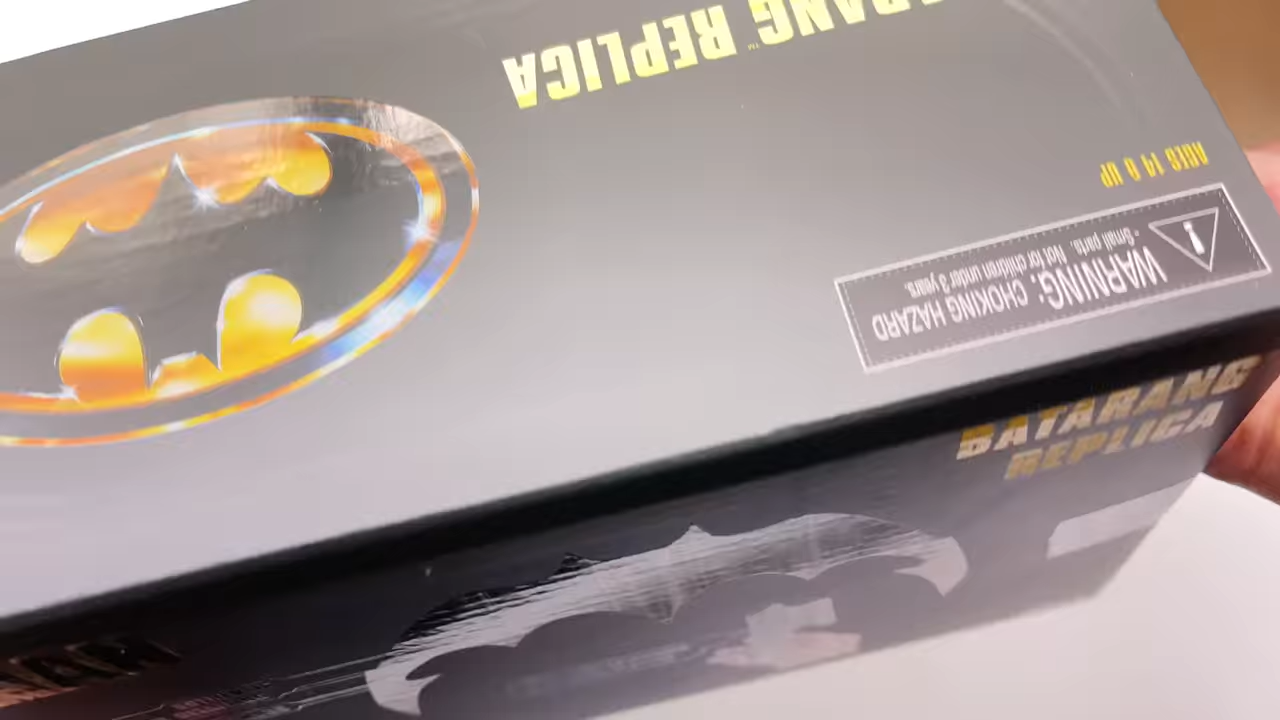 REPLICA
AGES 14 & UP
WARNING: CHOKING HAZARD
-Small parts. Not for children under 3 years.
BATARANG
REPLICA